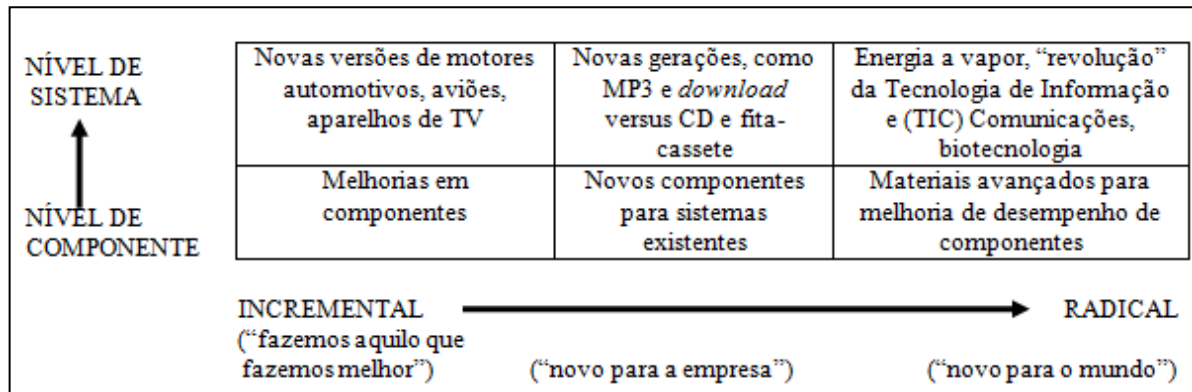 NÍVEL DE
SISTEMA
Novas versões de motores
automotivos, aviões,
aparelhos de TV
Novas gerações, como
MP3 e download
versus CD e fita-
cassete
Energia a vapor, “revolução”
da Tecnologia de Informação
e (TIC) Comunicações,
biotecnologia
NÍVEL DE
COMPONENTE
Melhorias em
componentes
Novos componentes
para sistemas
existentes
Materiais avançados para
melhoria de desempenho de
componentes
INCREMENTAL
RADICAL
(“fazemos aquilo que
fazemos melhor”)
(“novo para a empresa”)
(“novo para o mundo”)